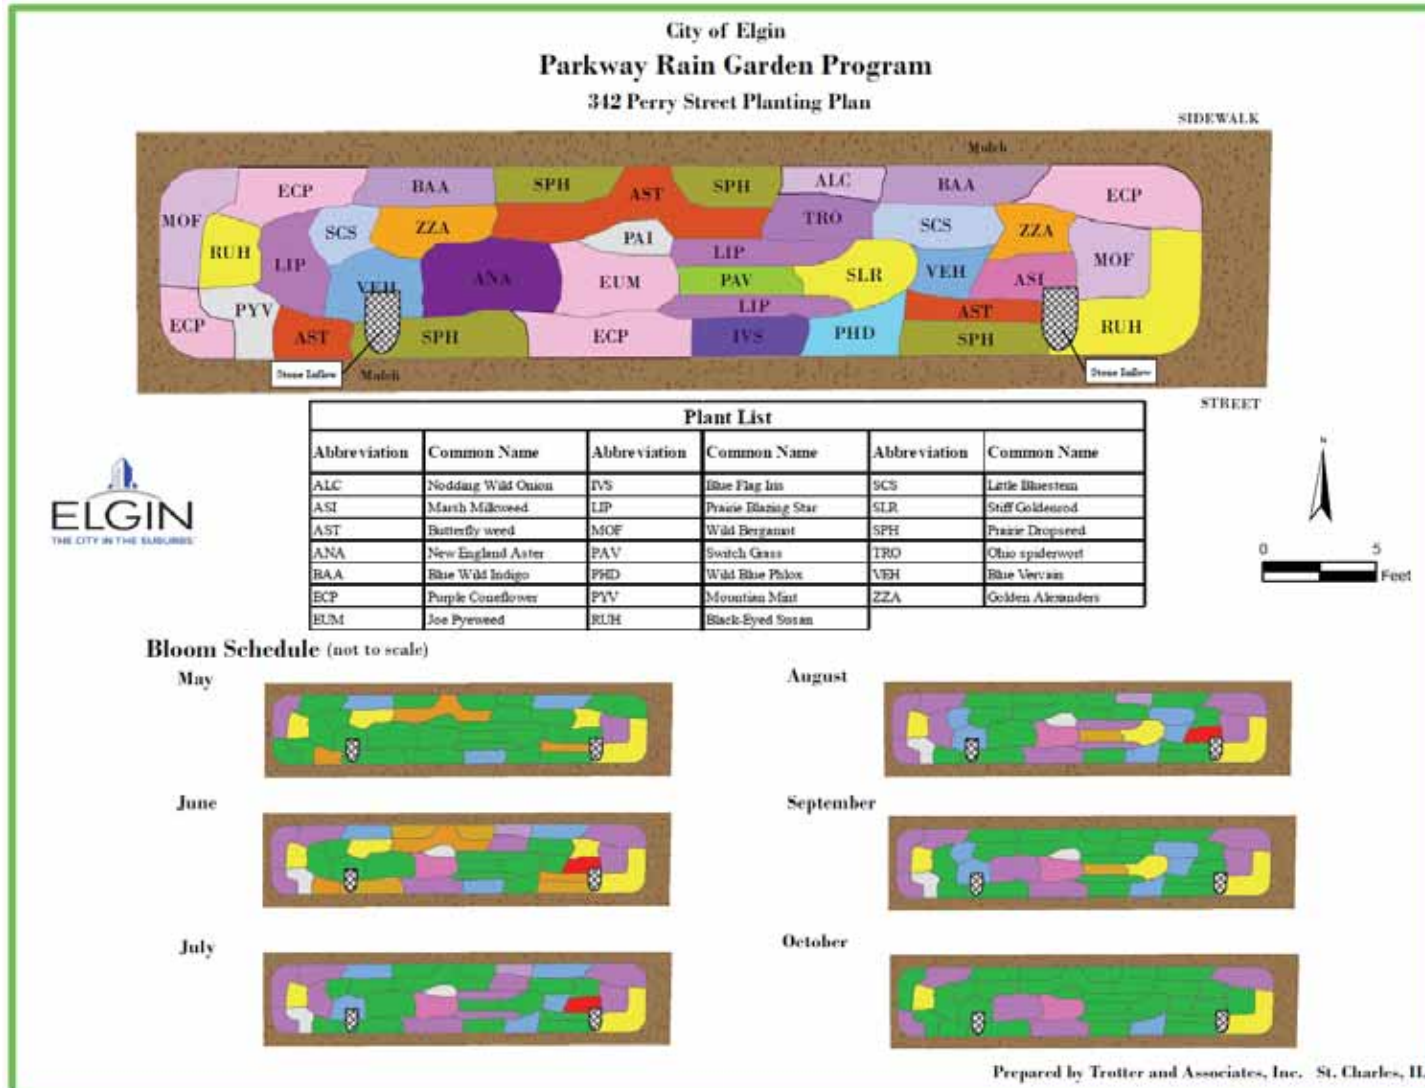 City of Elgin
Parkway Rain Garden Program
342 Perry Street Planting Plan
SIDEWALK
Mulch
ECP BAA SPH AST SPH ALC BAA ECP
MOF RUH LIP SCS ZZA PAI LIP TRO SCS ZZA MOF
VEH ANA EUM PAV SLR VEH ASI
ECP PYV AST SPH ECP LIP IVS PHD AST SPH RUH
Stone Inflow Mulch Stone Inflow
STREET
Plant List
Abbreviation Common Name Abbreviation Common Name Abbreviation Common Name
ALC Nodding Wild Onion IVS Blue Flag Iris SCS Little Bluestem
ASI Marsh Milkweed LIP Prairie Blazing Star SLR Stiff Goldenrod
AST Butterfly weed MOF Wild Bergamot SPH Prairie Dropseed
ANA New England Aster PAV Switch Grass TRO Ohio spiderwort
BAA Blue Wild Indigo PHD Wild Blue Phlox VEH Blue Vervain
ECP Purple Coneflower PYV Mountian Mint ZZA Golden Alexanders
EUM Joe Pyeweed RUH Black-Eyed Susan
ELGIN
THE CITY IN THE SUBURBS
N
0 5
Feet
Bloom Schedule (not to scale)
May August
June September
July October
Prepared by Trotter and Associates, Inc. St. Charles,